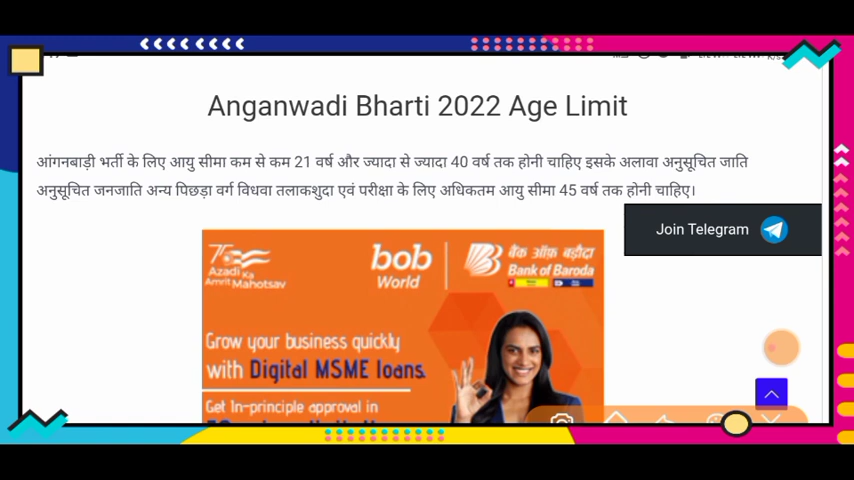 Anganwadi Bharti 2022 Age Limit
आंगनबाड़ी भर्ती के लिए आयु सीमा कम से कम 21 वर्ष और ज्यादा से ज्यादा 40 वर्ष तक होनी चाहिए इसके अलावा अनुसूचित जाति
अनुसूचित जनजाति अन्य पिछड़ा वर्ग विधवा तलाकशुदा एवं परीक्षा के लिए अधिकतम आयु सीमा 45 वर्ष तक होनी चाहिए।
Join Telegram
75
Azadi Ka
Amrit Mahotsav
bob
World
बैंक ऑफ़ बड़ौदा
Bank of Baroda
Grow your business quickly
with Digital MSME loans.
Get In-principle approval in